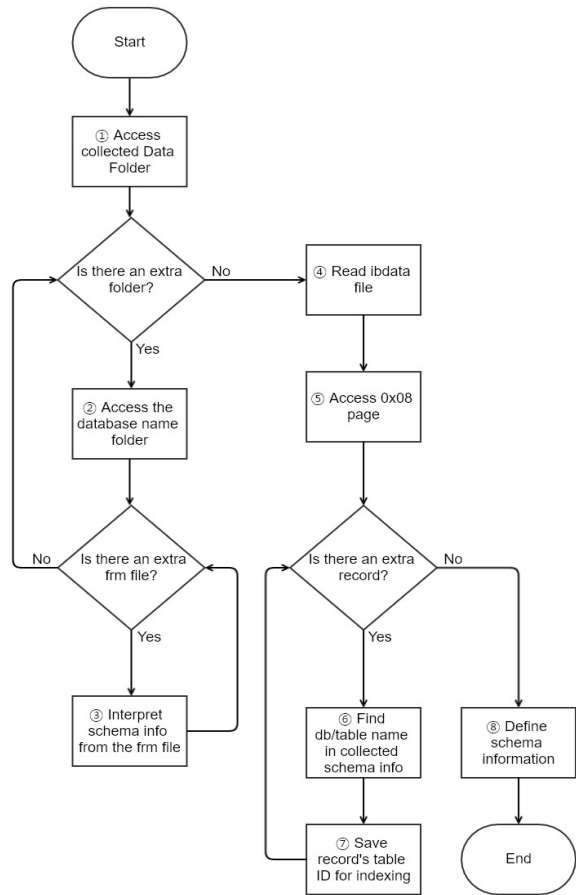 Start
① Access
collected Data
Folder
Is there an extra
folder?
No
Yes
② Access the
database name
folder
Is there an extra
frm file?
No
Yes
③ Interpret
schema info
from the frm file
④ Read ibdata
file
⑤ Access 0x08
page
Is there an extra
record?
No
Yes
⑥ Find
db/table name
in collected
schema info
⑦ Save
record's table
ID for indexing
⑧ Define
schema
information
End